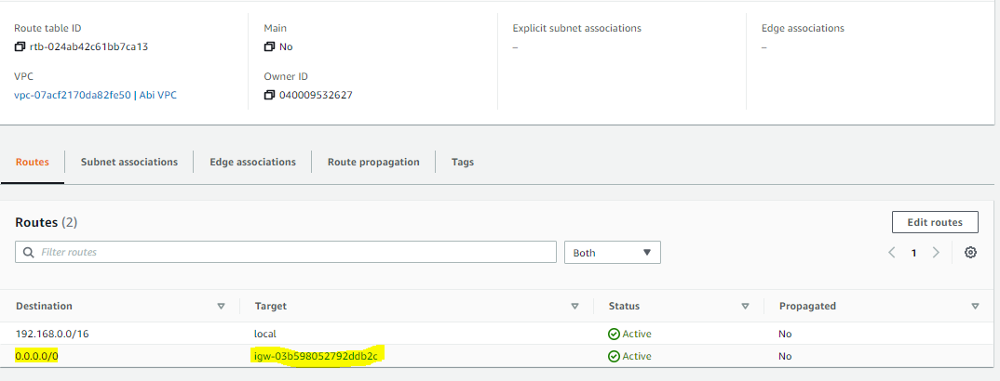 Route table ID
rtb-024ab42c61bb7ca13
Main
No
Explicit subnet associations
–
Edge associations
–
VPC
vpc-07acf2170da82fe50 | Abi VPC
Owner ID
040009532627
Routes
Subnet associations
Edge associations
Route propagation
Tags
Routes (2)
Edit routes
Filter routes
Both
1
Destination
Target
Status
Propagated
192.168.0.0/16
local
Active
No
0.0.0.0/0
igw-03b598052792ddb2c
Active
No